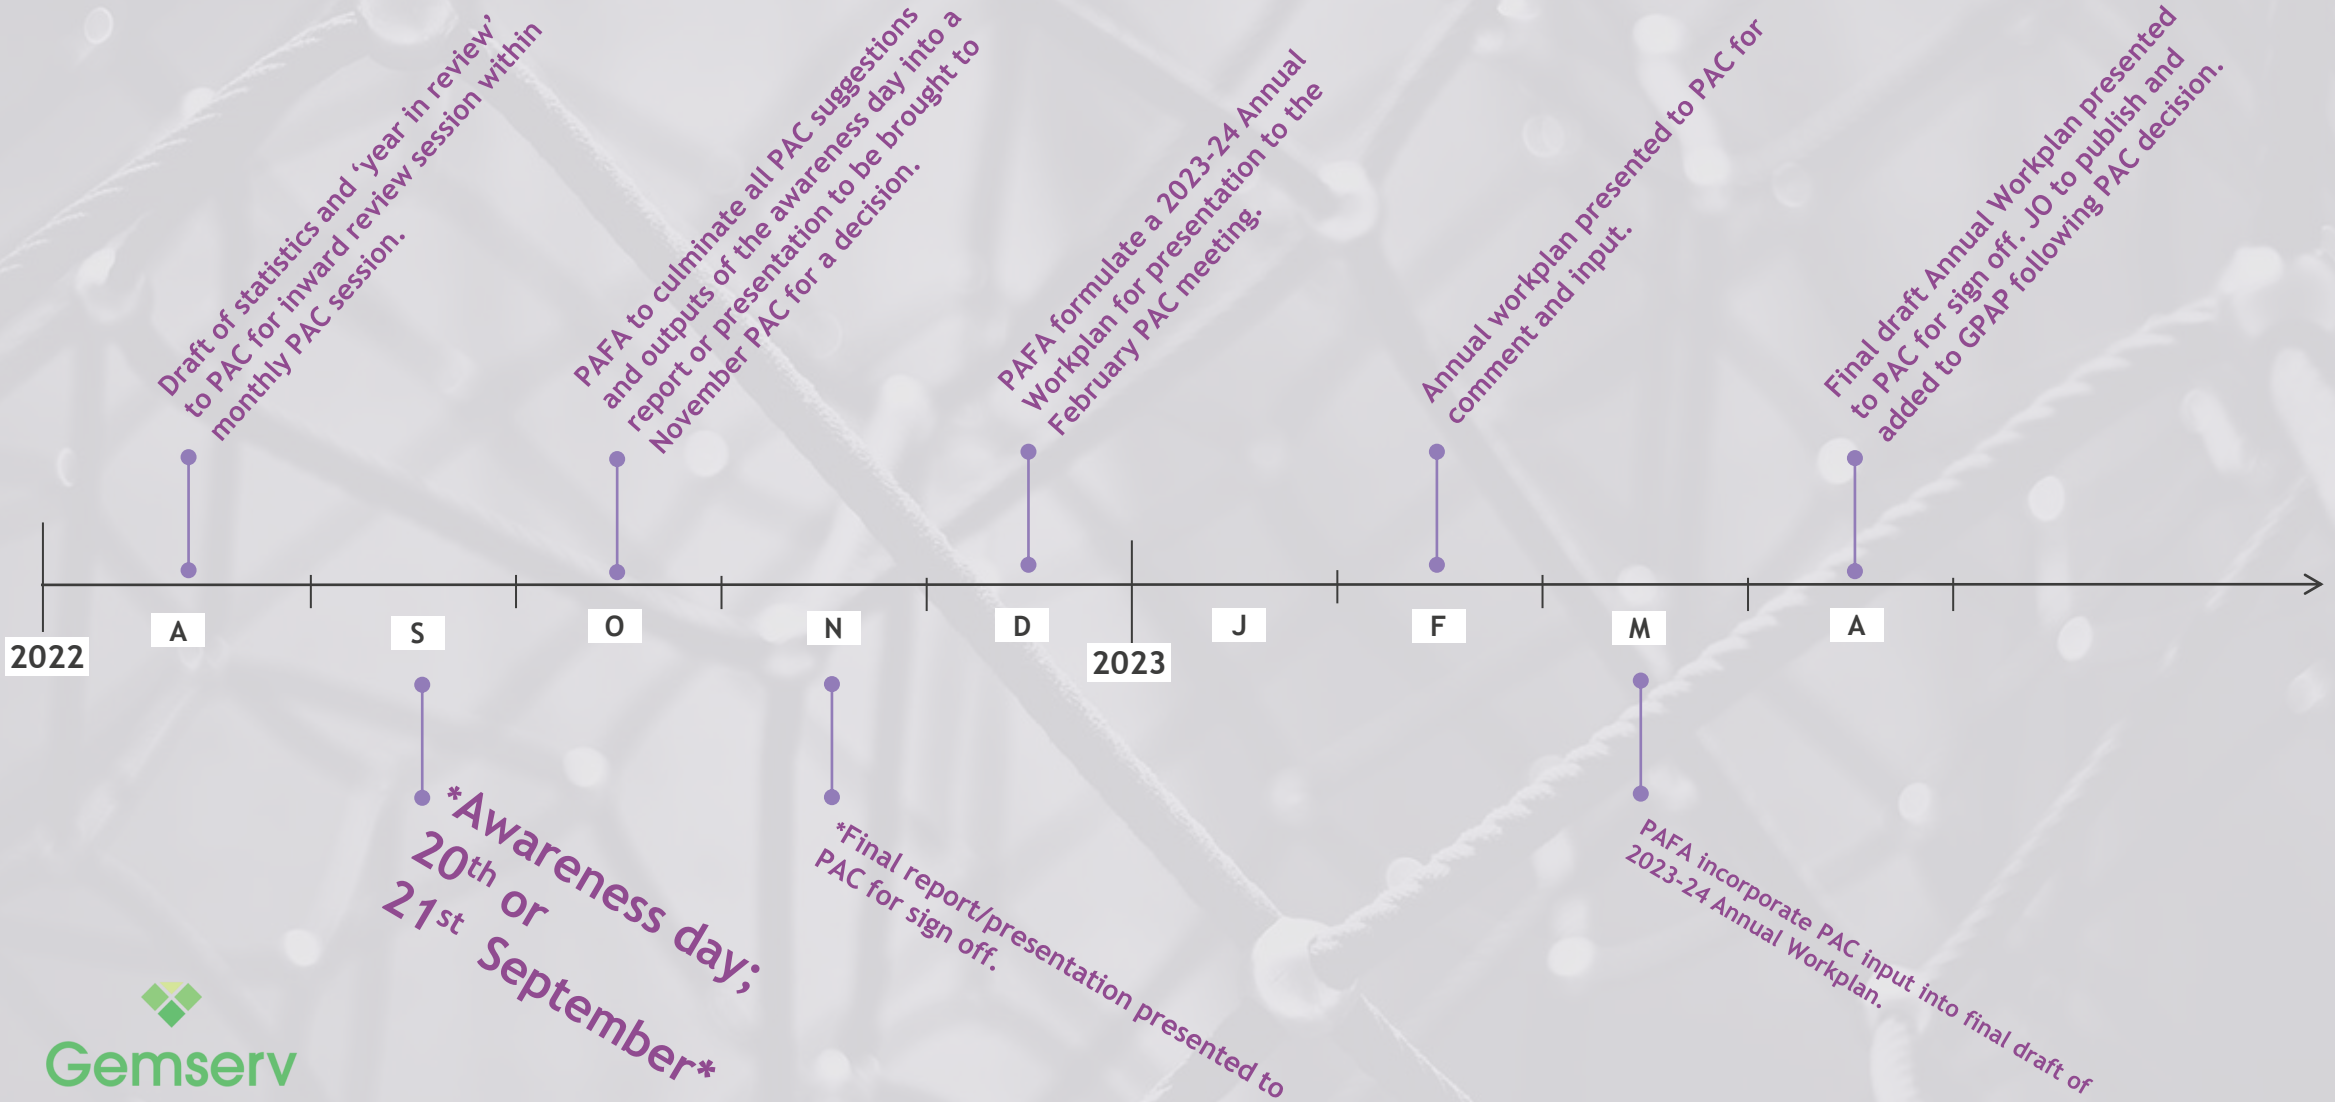 Draft of statistics and ‘year in review’
to PAC for inward review session within
monthly PAC session.
PAFA to culminate all PAC suggestions
and outputs of the awareness day into a
report or presentation to be brought to
November PAC for a decision.
PAFA formulate a 2023-24 Annual
Workplan for presentation to the
February PAC meeting.
Annual workplan presented to PAC for
comment and input.
Final draft Annual Workplan presented
to PAC for sign off. JO to publish and
added to GPAP following PAC decision.
2022
A
S
O
N
D
2023
J
F
M
A
*Awareness day;
20th or
21st September*
*Final report/presentation presented to
PAC for sign off.
PAFA incorporate PAC input into final draft of
2023-24 Annual Workplan.
Gemserv